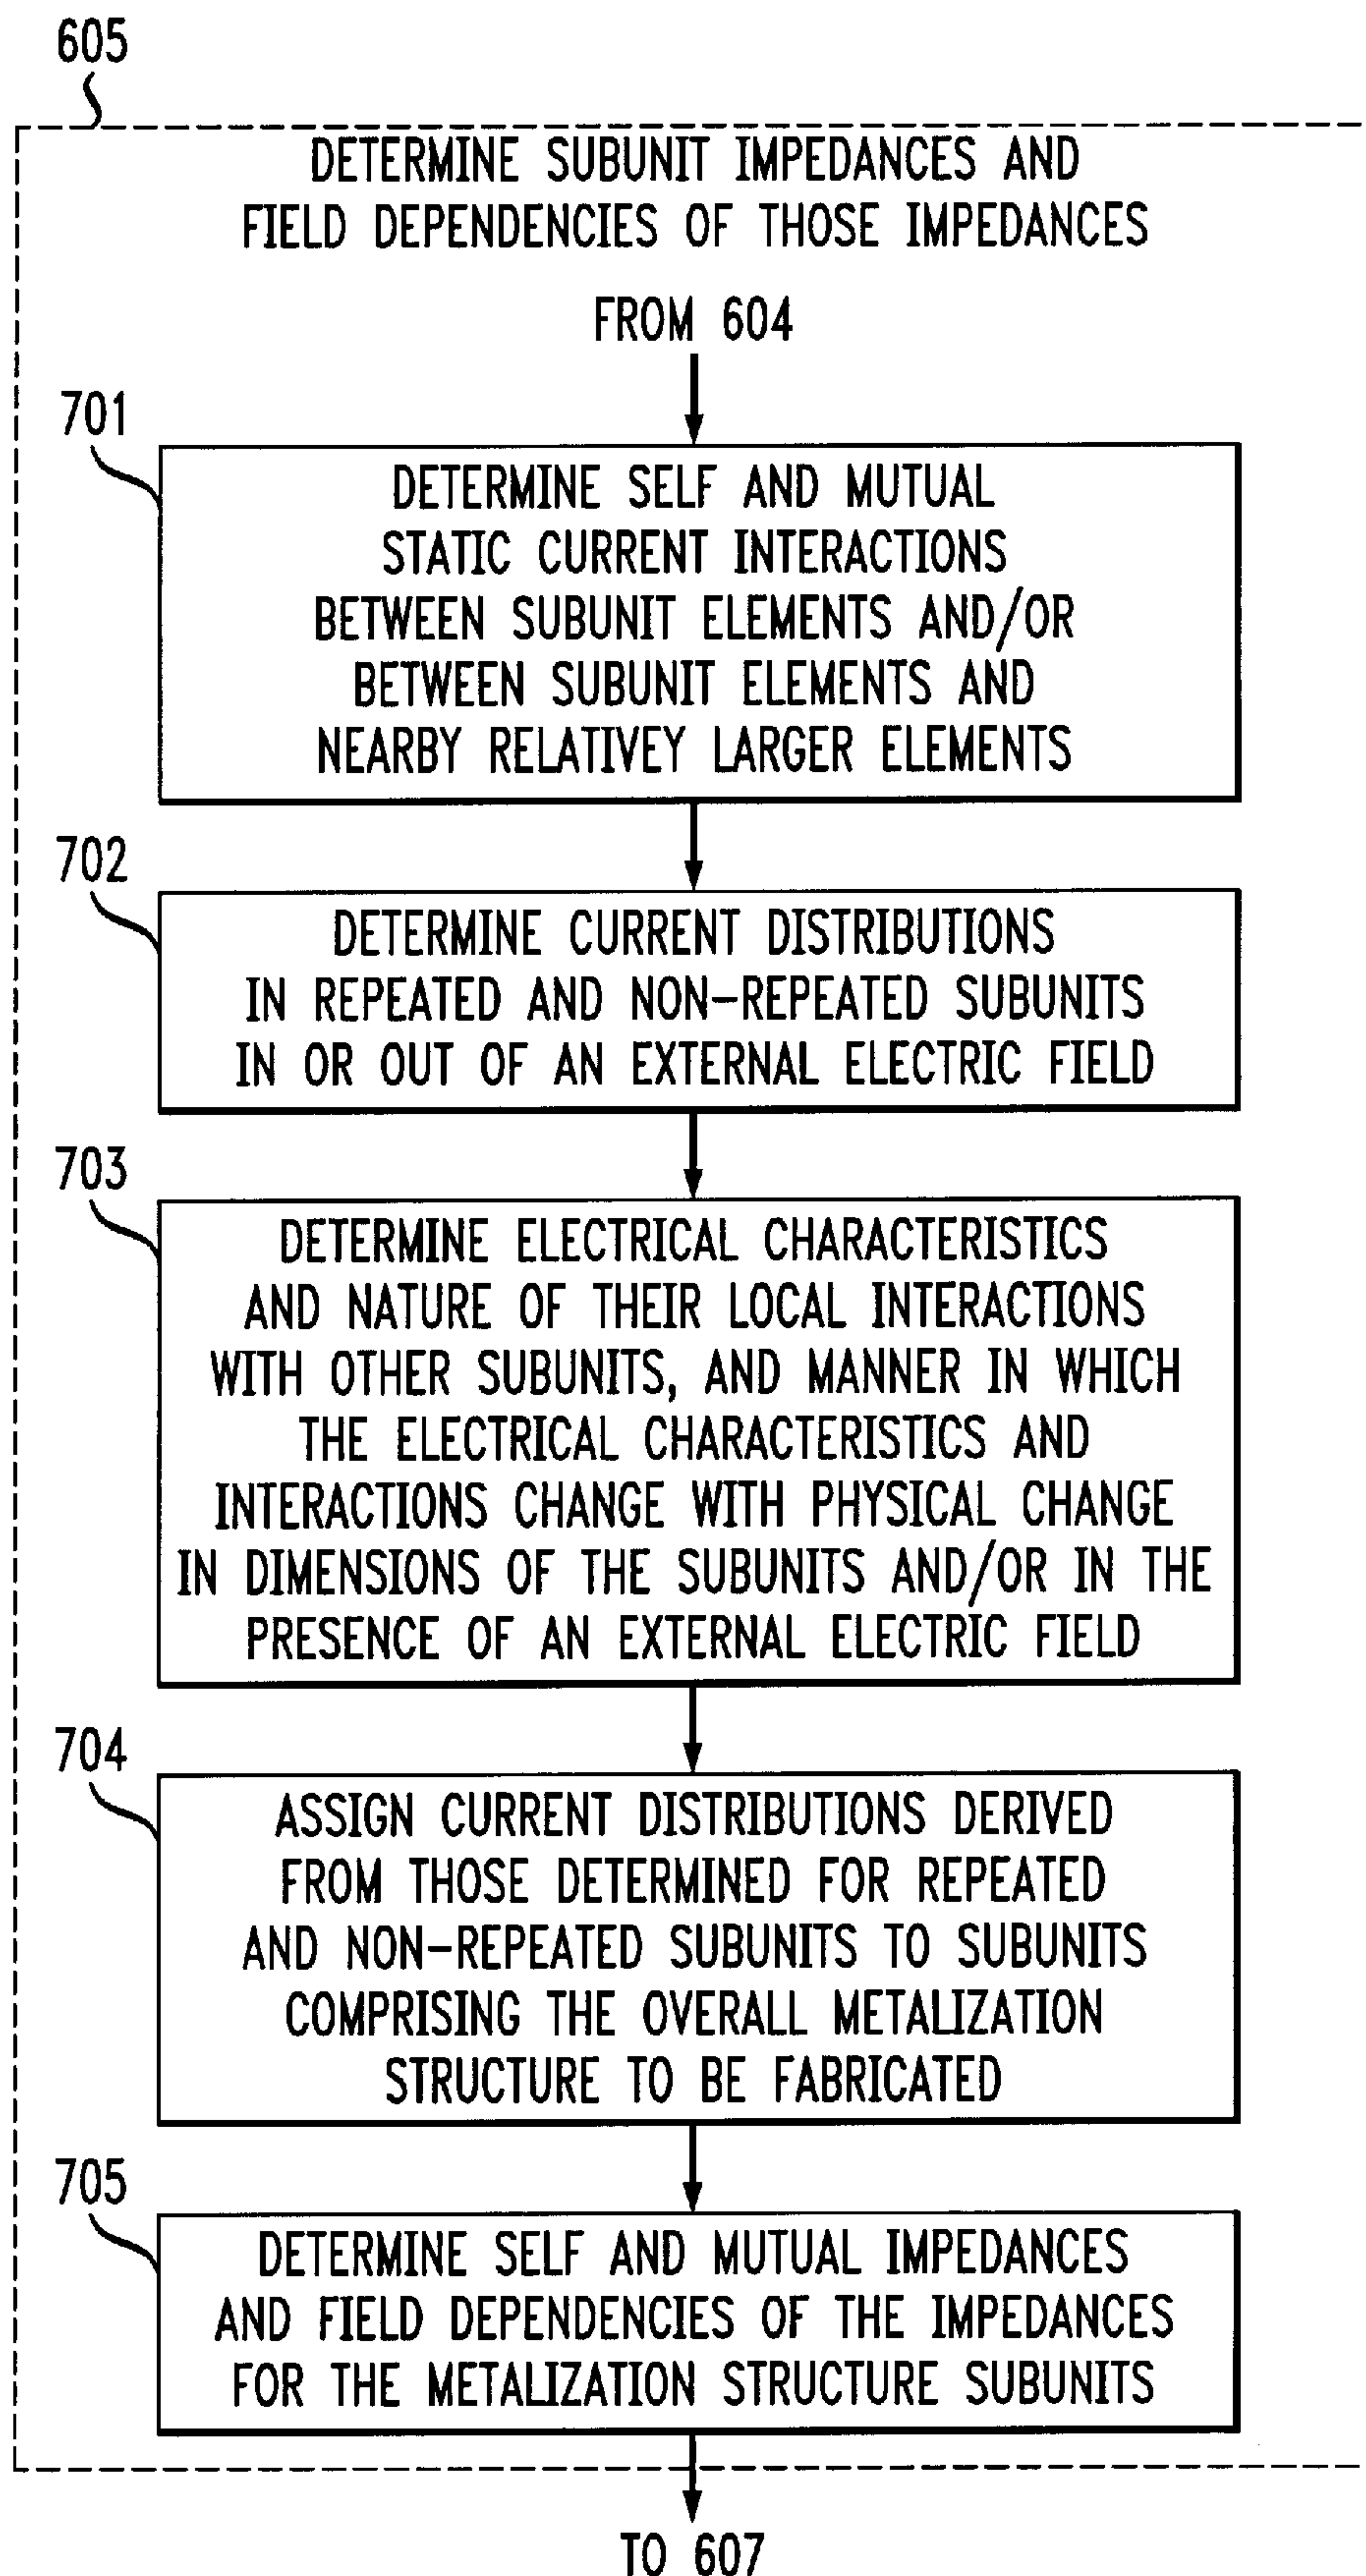 605
DETERMINE SUBUNIT IMPEDANCES AND
FIELD DEPENDENCIES OF THOSE IMPEDANCES
FROM 604
701
DETERMINE SELF AND MUTUAL
STATIC CURRENT INTERACTIONS
BETWEEN SUBUNIT ELEMENTS AND/OR
BETWEEN SUBUNIT ELEMENTS AND
NEARBY RELATIVEY LARGER ELEMENTS
702
DETERMINE CURRENT DISTRIBUTIONS
IN REPEATED AND NON-REPEATED SUBUNITS
IN OR OUT OF AN EXTERNAL ELECTRIC FIELD
703
DETERMINE ELECTRICAL CHARACTERISTICS
AND NATURE OF THEIR LOCAL INTERACTIONS
WITH OTHER SUBUNITS, AND MANNER IN WHICH
THE ELECTRICAL CHARACTERISTICS AND
INTERACTIONS CHANGE WITH PHYSICAL CHANGE
IN DIMENSIONS OF THE SUBUNITS AND/OR IN THE
PRESENCE OF AN EXTERNAL ELECTRIC FIELD
704
ASSIGN CURRENT DISTRIBUTIONS DERIVED
FROM THOSE DETERMINED FOR REPEATED
AND NON-REPEATED SUBUNITS TO SUBUNITS
COMPRISING THE OVERALL METALIZATION
STRUCTURE TO BE FABRICATED
705
DETERMINE SELF AND MUTUAL IMPEDANCES
AND FIELD DEPENDENCIES OF THE IMPEDANCES
FOR THE METALIZATION STRUCTURE SUBUNITS
TO 607